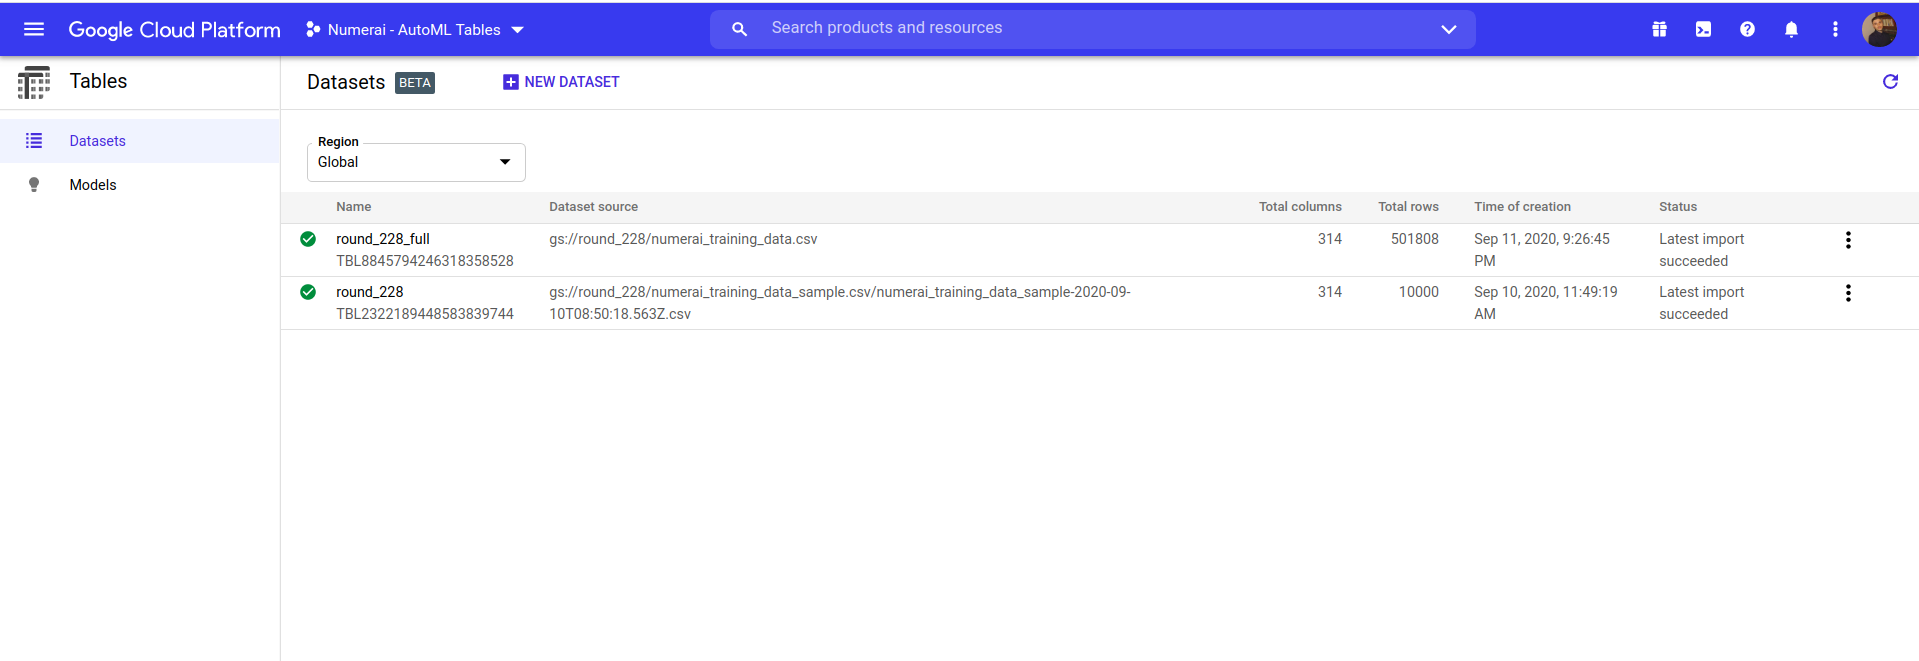 Google Cloud Platform
Numerai - AutoML Tables
Search products and resources
Tables
Datasets
Models
Datasets BETA
NEW DATASET
Region
Global
Name Dataset source Total columns Total rows Time of creation Status
round_228_full gs://round_228/numerai_training_data.csv 314 501808 Sep 11, 2020, 9:26:45 Latest import
TBL8845794246318358528 PM succeeded
round_228 gs://round_228/numerai_training_data_sample.csv/numerai_training_data_sample-2020-09- 314 10000 Sep 10, 2020, 11:49:19 Latest import
TBL2322189448583839744 10T08:50:18.563Z.csv AM succeeded